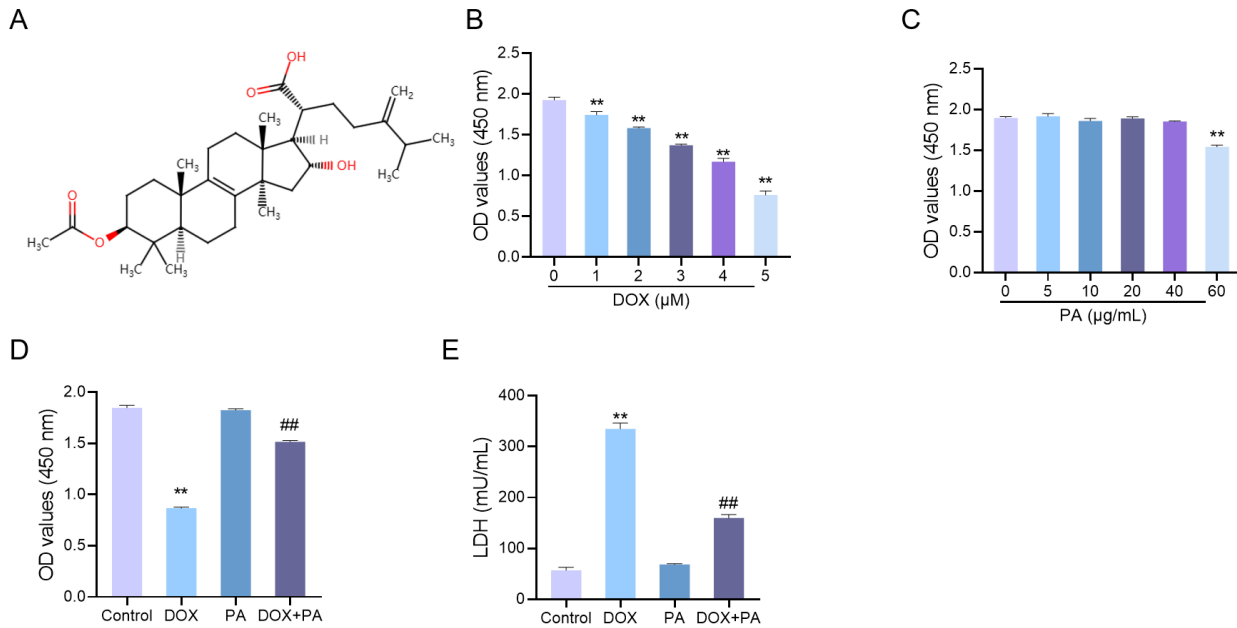 A
OH
O
CH₂
CH₃
H
OH
CH₃
CH₃
CH₃
CH₃
O
H₃C
O
H
H₃C
CH₃
B
OD values (450 nm)
2.5
2.0
1.5
1.0
0.5
0.0
**
**
**
**
**
0 1 2 3 4 5
DOX (μM)
C
OD values (450 nm)
2.5
2.0
1.5
1.0
0.5
0.0
**
0 5 10 20 40 60
PA (μg/mL)
D
OD values (450 nm)
2.0
1.5
1.0
0.5
0.0
**
##
Control DOX PA DOX+PA
E
LDH (mU/mL)
400
300
200
100
0
**
##
Control DOX PA DOX+PA